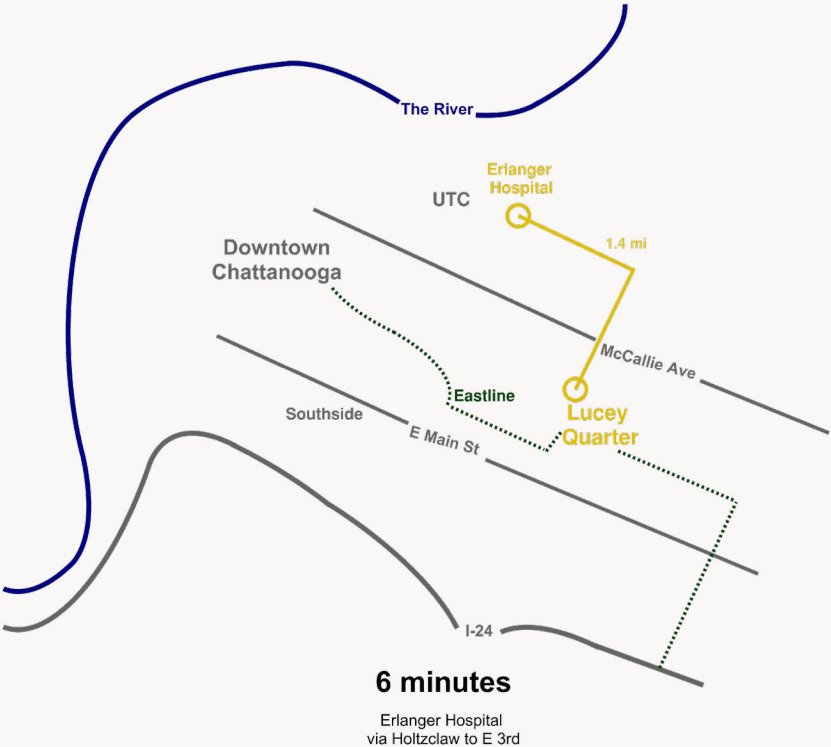 The River
Erlanger
Hospital
UTC
1.4 mi
Downtown
Chattanooga
McCallie Ave
Eastline
Lucey
Quarter
Southside
E Main St
I-24
6 minutes
Erlanger Hospital
via Holtzclaw to E 3rd